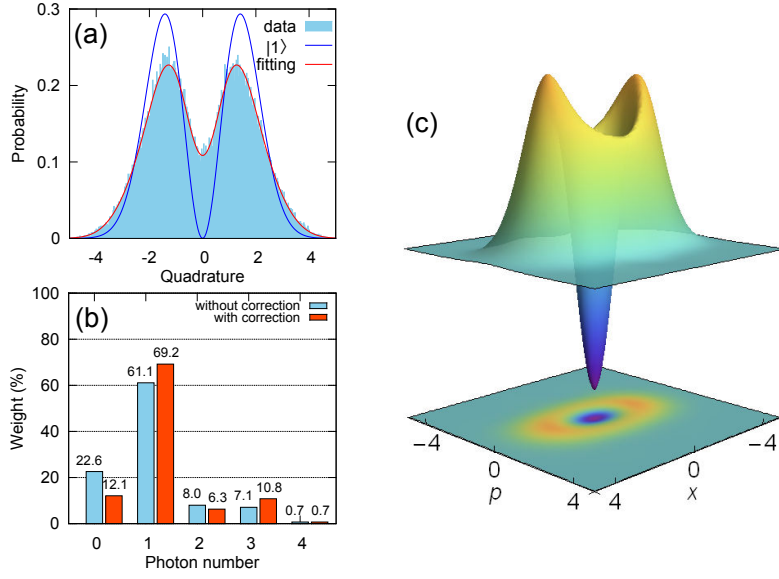 (a)
data
|1⟩
fitting
0.3
0.2
0.1
0
Probability
-4 -2 0 2 4
Quadrature
(b)
without correction
with correction
100
80
60
40
20
0
Weight (%)
22.6 12.1 61.1 69.2 8.0 6.3 7.1 10.8 0.7 0.7
0 1 2 3 4
Photon number
(c)
−4 0 4
p
4 0 −4
x